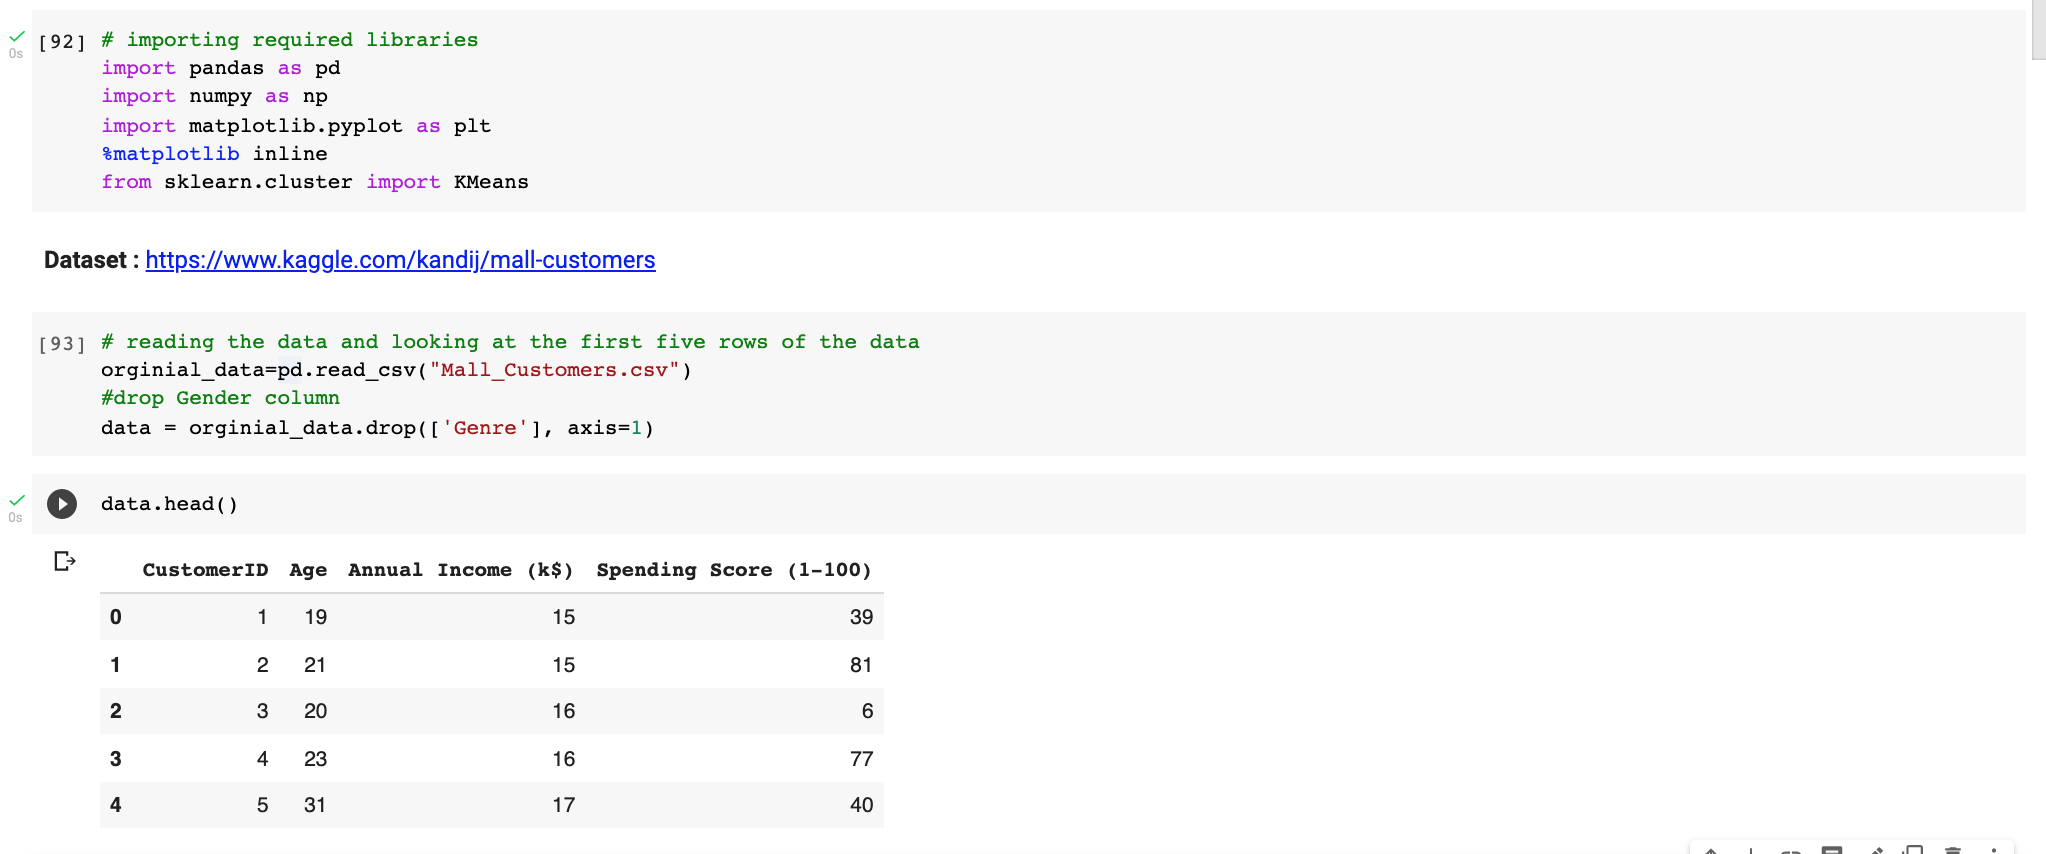 0s
[92] # importing required libraries
import pandas as pd
import numpy as np
import matplotlib.pyplot as plt
%matplotlib inline
from sklearn.cluster import KMeans
Dataset : https://www.kaggle.com/kandij/mall-customers
[93] # reading the data and looking at the first five rows of the data
orginial_data=pd.read_csv("Mall_Customers.csv")
#drop Gender column
data = orginial_data.drop(['Genre'], axis=1)
0s
data.head()
CustomerID Age Annual Income (k$) Spending Score (1-100)
0 1 19 15 39
1 2 21 15 81
2 3 20 16 6
3 4 23 16 77
4 5 31 17 40